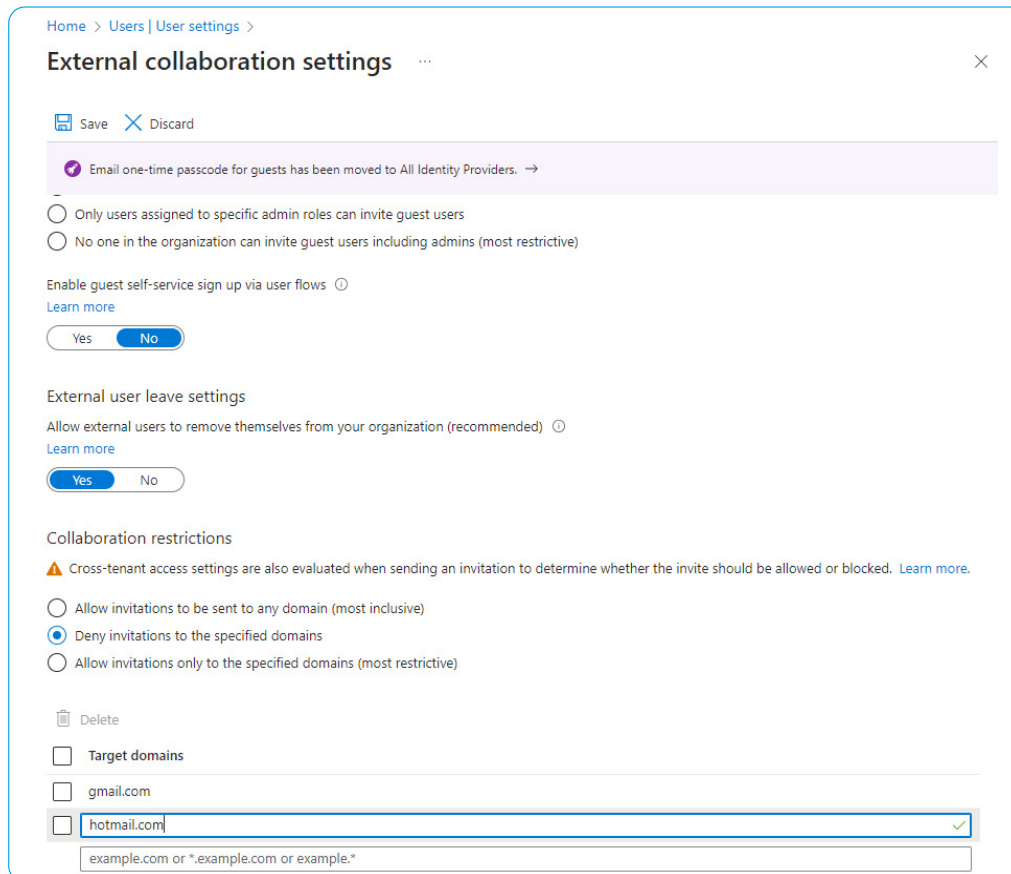 Home > Users | User settings >
External collaboration settings ...
Save Discard
Email one-time passcode for guests has been moved to All Identity Providers. →
Only users assigned to specific admin roles can invite guest users
No one in the organization can invite guest users including admins (most restrictive)
Enable guest self-service sign up via user flows
Learn more
Yes No
External user leave settings
Allow external users to remove themselves from your organization (recommended)
Learn more
Yes No
Collaboration restrictions
Cross-tenant access settings are also evaluated when sending an invitation to determine whether the invite should be allowed or blocked. Learn more.
Allow invitations to be sent to any domain (most inclusive)
Deny invitations to the specified domains
Allow invitations only to the specified domains (most restrictive)
Delete
Target domains
gmail.com
hotmail.com
example.com or *.example.com or example.*